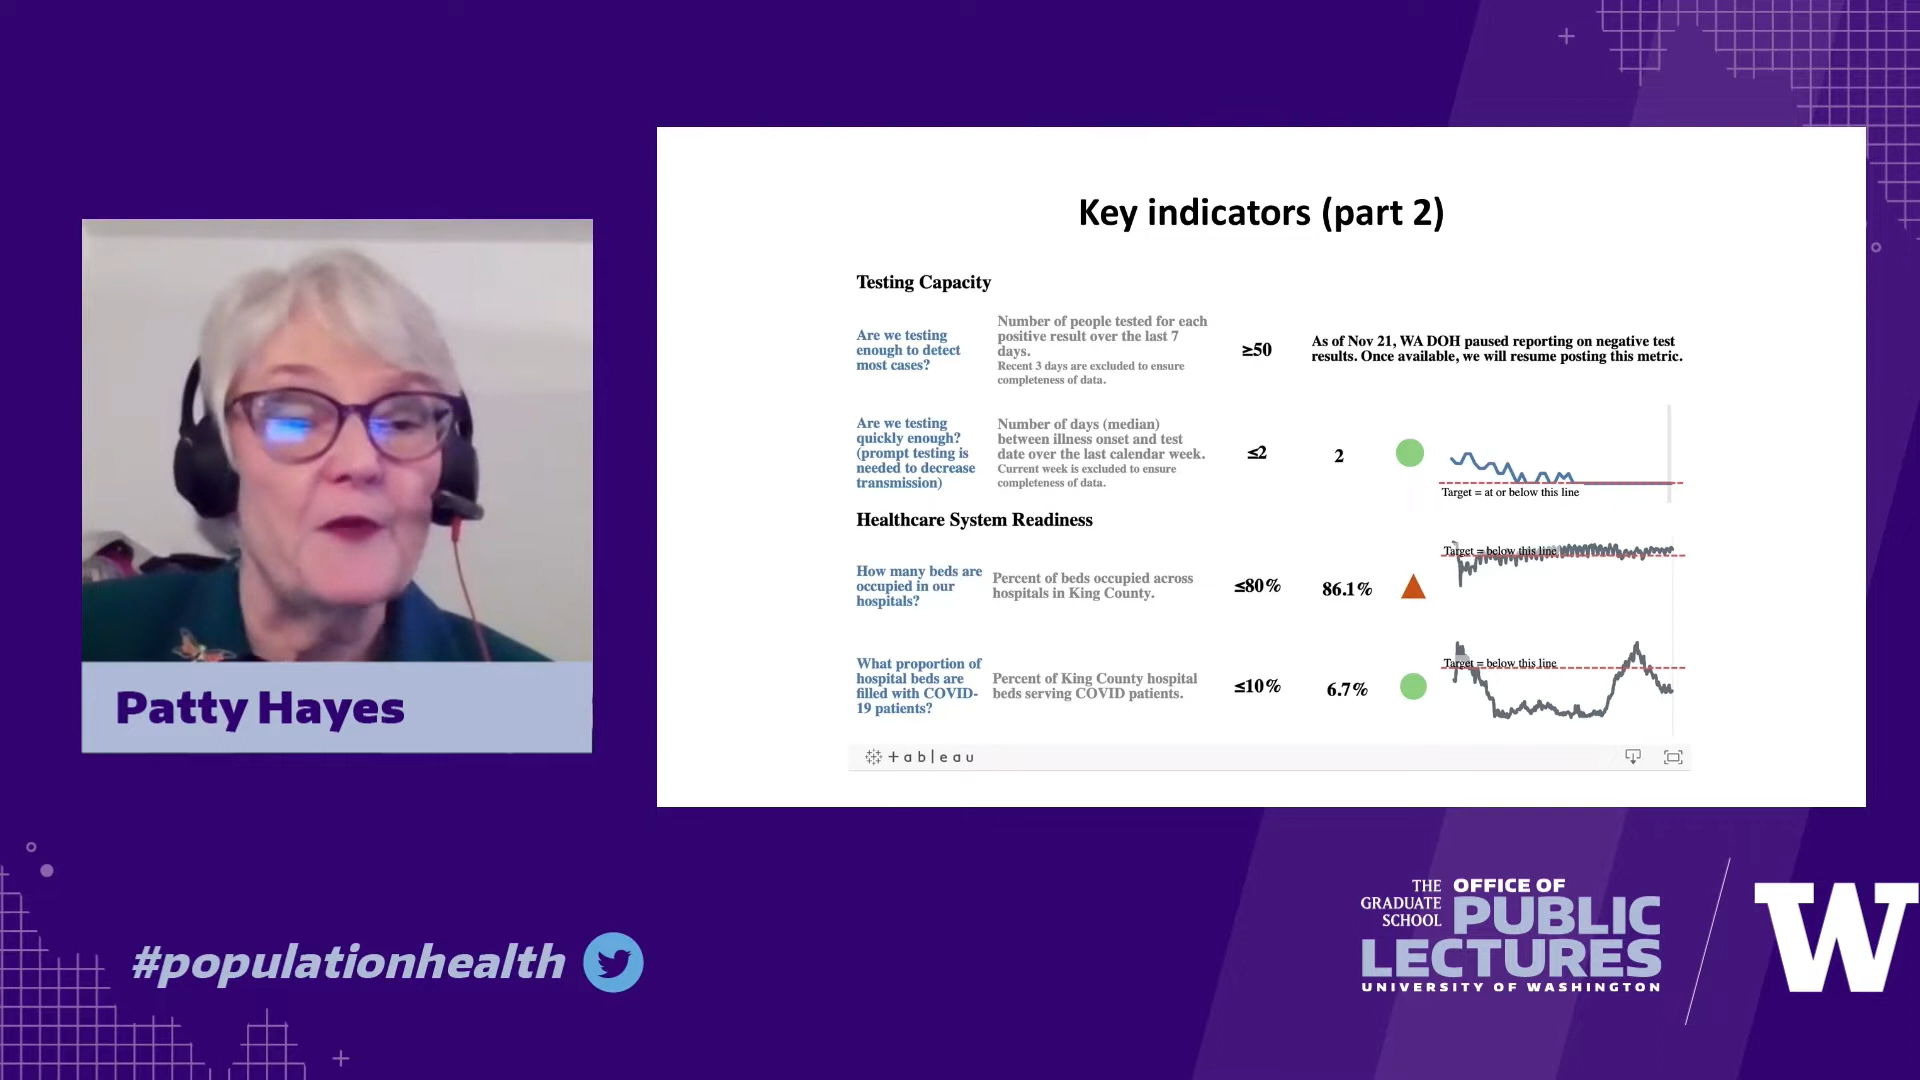 Key indicators (part 2)
Testing Capacity
Are we testing
enough to detect
most cases?
Number of people tested for each
positive result over the last 7
days.
Recent 3 days are excluded to ensure
completeness of data.
≥50
As of Nov 21, WA DOH paused reporting on negative test
results. Once available, we will resume posting this metric.
Are we testing
quickly enough?
(prompt testing is
needed to decrease
transmission)
Number of days (median)
between illness onset and test
date over the last calendar week.
Current week is excluded to ensure
completeness of data.
≤2
2
Target = at or below this line
Healthcare System Readiness
How many beds are
occupied in our
hospitals?
Percent of beds occupied across
hospitals in King County.
≤80%
86.1%
Target = below this line
What proportion of
hospital beds are
filled with COVID-
19 patients?
Percent of King County hospital
beds serving COVID patients.
≤10%
6.7%
Target = below this line
+ableau
Patty Hayes
#populationhealth
THE
GRADUATE
SCHOOL
OFFICE OF
PUBLIC
LECTURES
UNIVERSITY OF WASHINGTON
W